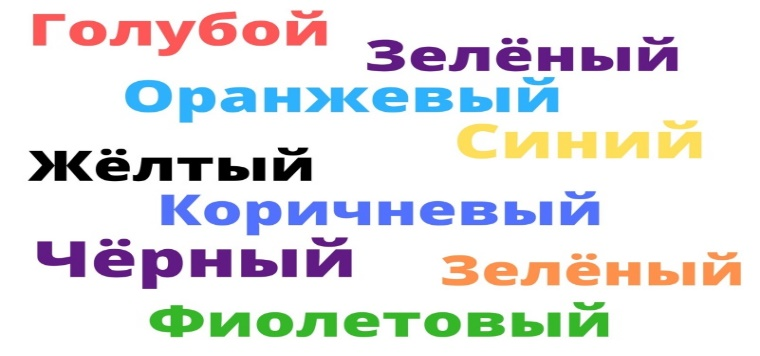 Голубой
Зелёный
Оранжевый
Синий
Жёлтый
Коричневый
Чёрный
Зелёный
Фиолетовый